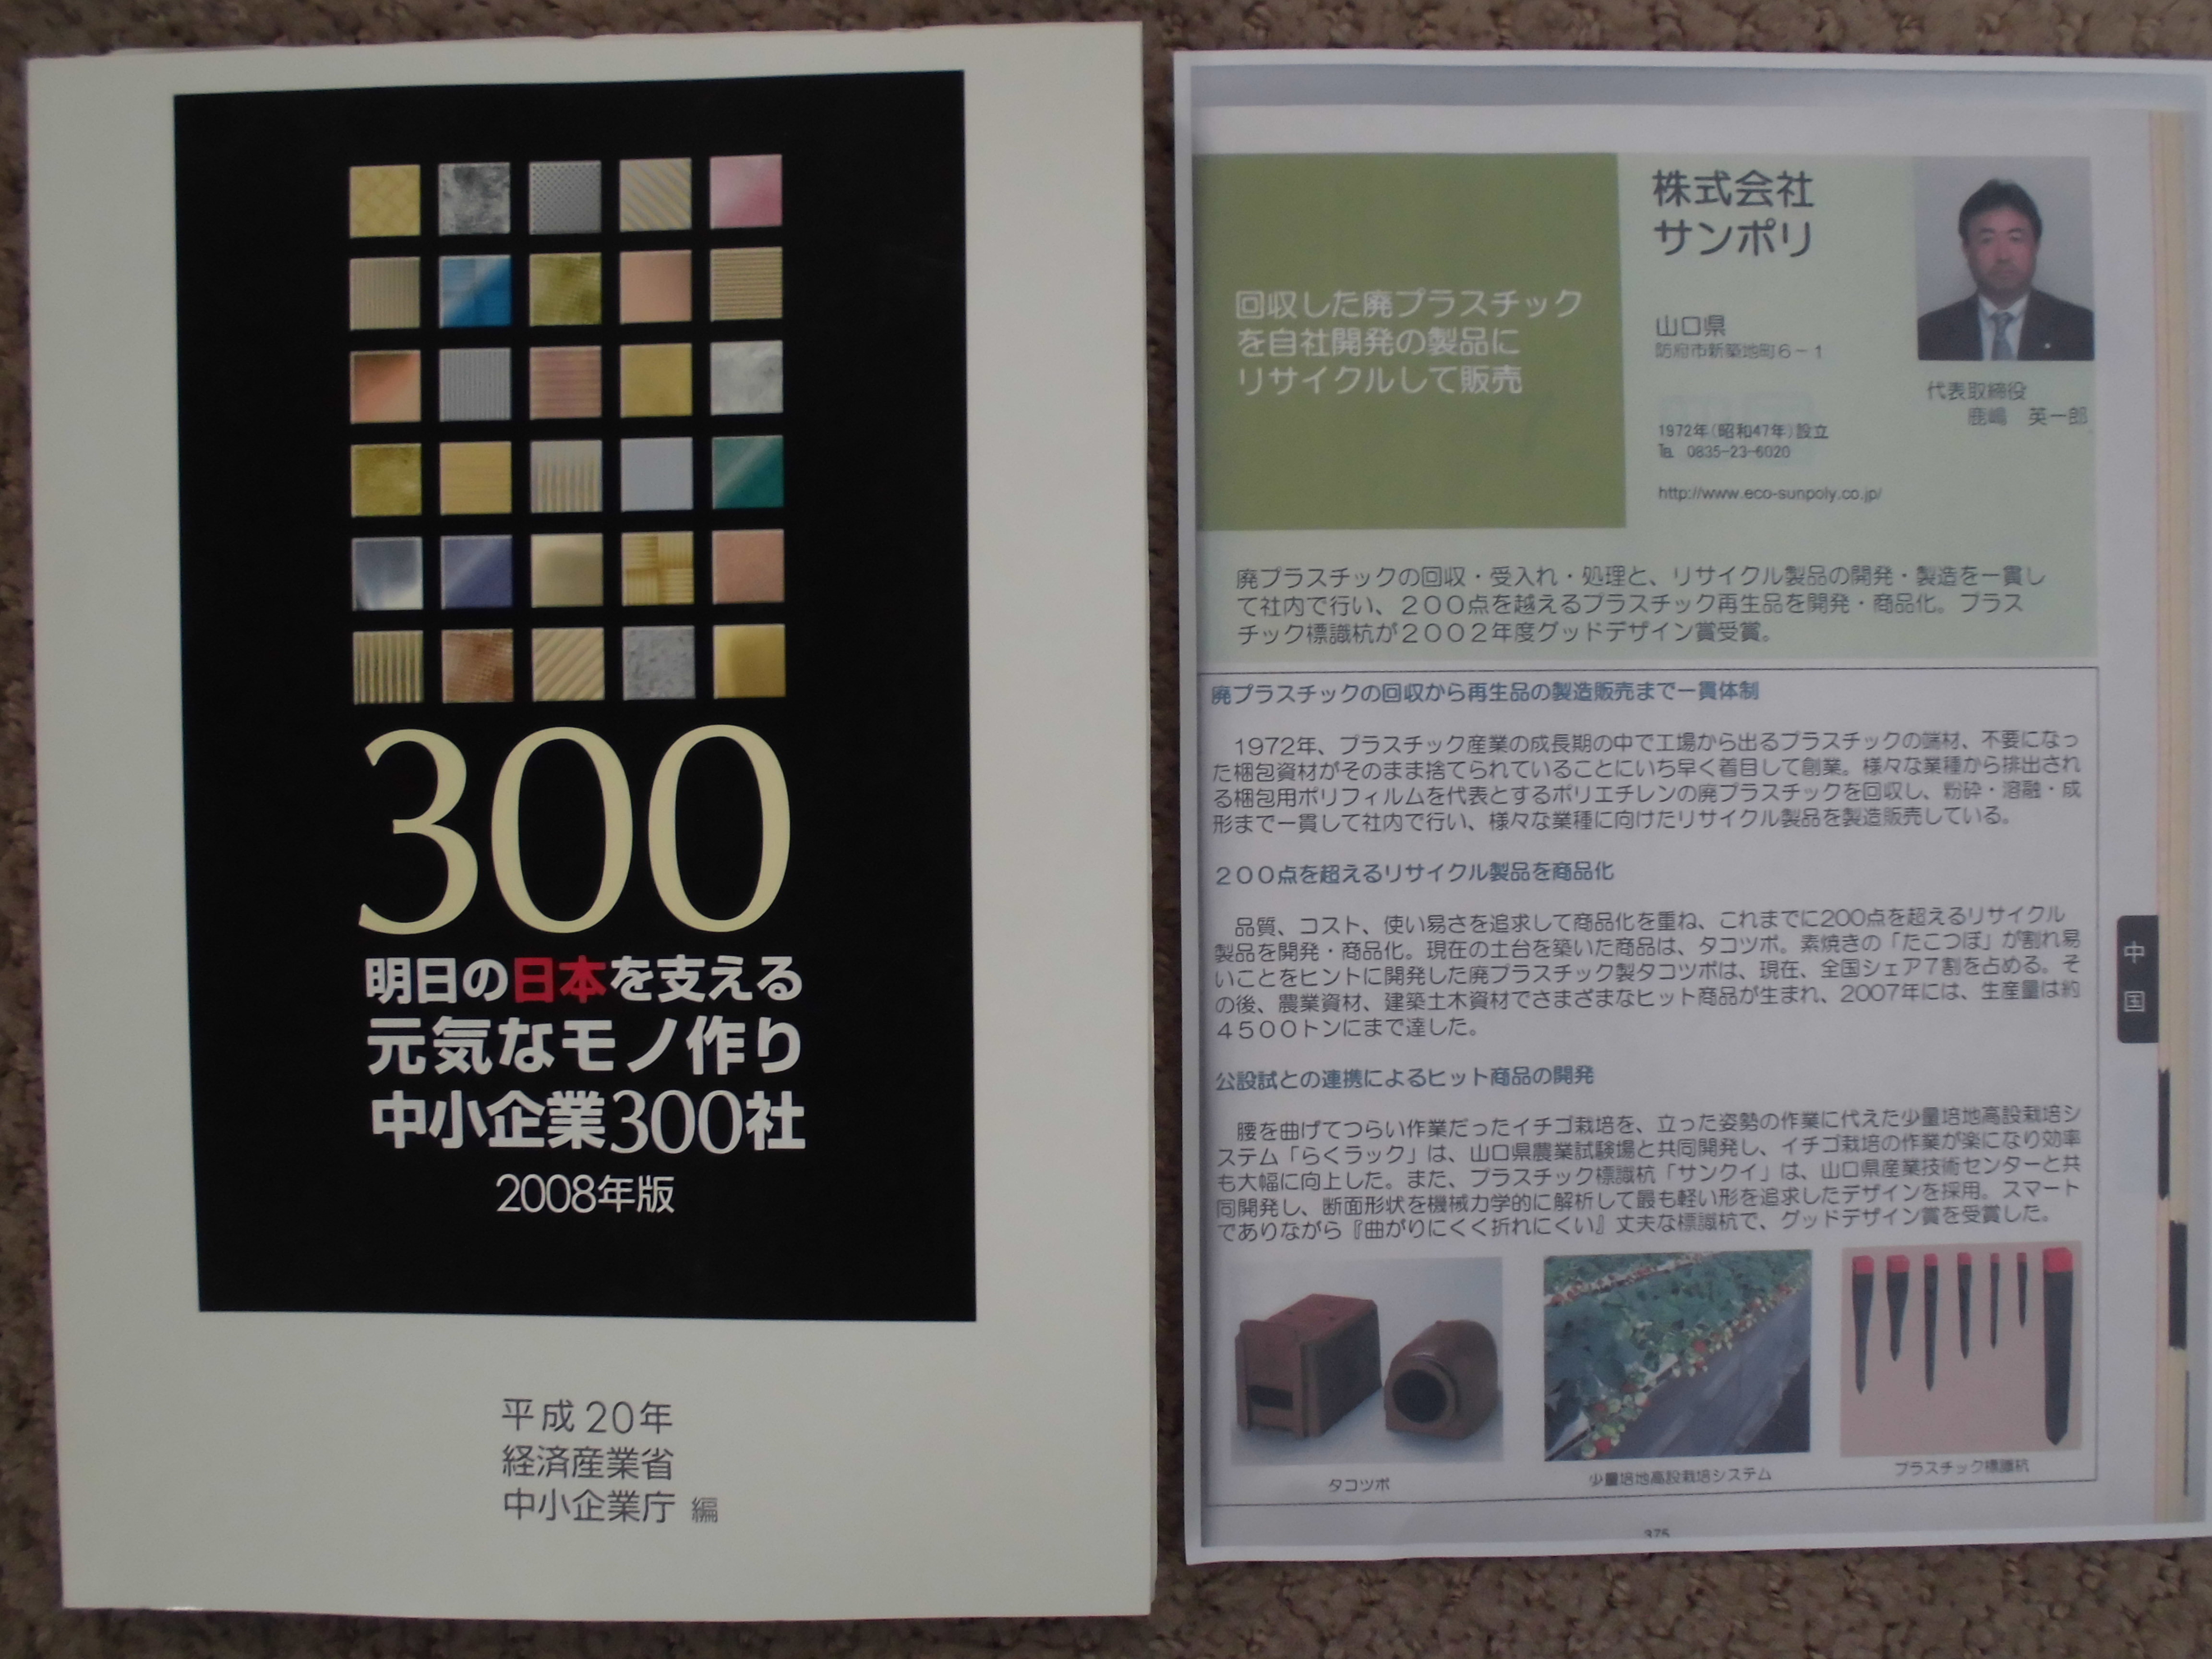 300
明日の日本を支える
元気なモノ作り
中小企業300社
2008年版
平成20年
経済産業省
中小企業庁 編
回収した廃プラスチック
を自社開発の製品に
リサイクルして販売
株式会社
サンポリ
山口県
防府市新築地町6-1
1972年(昭和47年)設立
℡ 0835-23-6020
http://www.eco-sunpoly.co.jp/
代表取締役
鹿嶋 英一郎
廃プラスチックの回収・受入れ・処理と、リサイクル製品の開発・製造を一貫し
て社内で行い、200点を越えるプラスチック再生品を開発・商品化。プラス
チック標識杭が2002年度グッドデザイン賞受賞。
廃プラスチックの回収から再生品の製造販売まで一貫体制
1972年、プラスチック産業の成長期の中で工場から出るプラスチックの端材、不要になっ
た梱包資材がそのまま捨てられていることにいち早く着目して創業。様々な業種から排出され
る梱包用ポリフィルムを代表とするポリエチレンの廃プラスチックを回収し、粉砕・溶融・成
形まで一貫して社内で行い、様々な業種に向けたリサイクル製品を製造販売している。
200点を超えるリサイクル製品を商品化
品質、コスト、使い易さを追求して商品化を重ね、これまでに200点を超えるリサイクル
製品を開発・商品化。現在の土台を築いた商品は、タコツボ。素焼きの「たこつぼ」が割れ易
いことをヒントに開発した廃プラスチック製タコツボは、現在、全国シェア7割を占める。そ
の後、農業資材、建築土木資材でさまざまなヒット商品が生まれ、2007年には、生産量は約
4500トンにまで達した。
公設試との連携によるヒット商品の開発
腰を曲げてつらい作業だったイチゴ栽培を、立った姿勢の作業に代えた少量培地高設栽培シ
ステム「らくラック」は、山口県農業試験場と共同開発し、イチゴ栽培の作業が楽になり効率
も大幅に向上した。また、プラスチック標識杭「サンクイ」は、山口県産業技術センターと共
同開発し、断面形状を機械力学的に解析して最も軽い形を追求したデザインを採用。スマート
でありながら『曲がりにくく折れにくい』丈夫な標識杭で、グッドデザイン賞を受賞した。
タコツボ
少量培地高設栽培システム
プラスチック標識杭
中
国
375